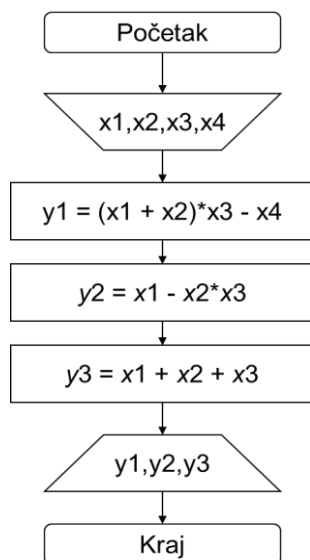 Početak
x1,x2,x3,x4
y1 = (x1 + x2)*x3 - x4
y2 = x1 - x2*x3
y3 = x1 + x2 + x3
y1,y2,y3
Kraj